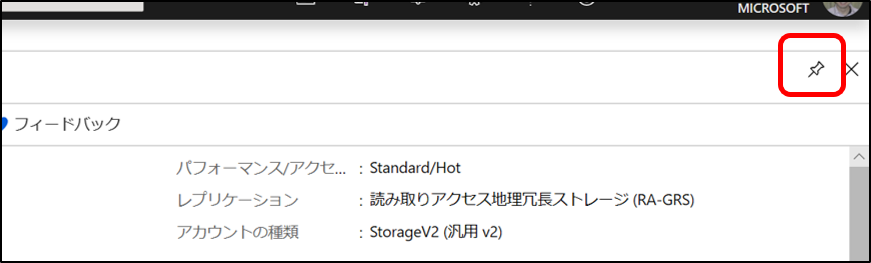 MICROSOFT
フィードバック
パフォーマンス/アクセ... : Standard/Hot
レプリケーション : 読み取りアクセス地理冗長ストレージ (RA-GRS)
アカウントの種類 : StorageV2 (汎用 v2)